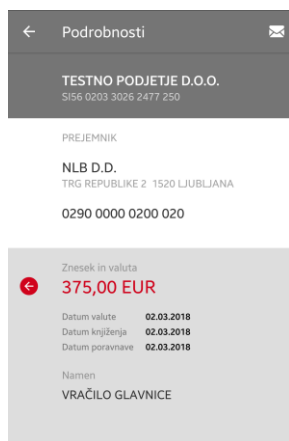 Podrobnosti
TESTNO PODJETJE D.O.O.
SI56 0203 3026 2477 250
PREJEMNIK
NLB D.D.
TRG REPUBLIKE 2 1520 LJUBLJANA
0290 0000 0200 020
Znesek in valuta
375,00 EUR
Datum valute 02.03.2018
Datum knjiženja 02.03.2018
Datum poravnave 02.03.2018
Namen
VRAČILO GLAVNICE